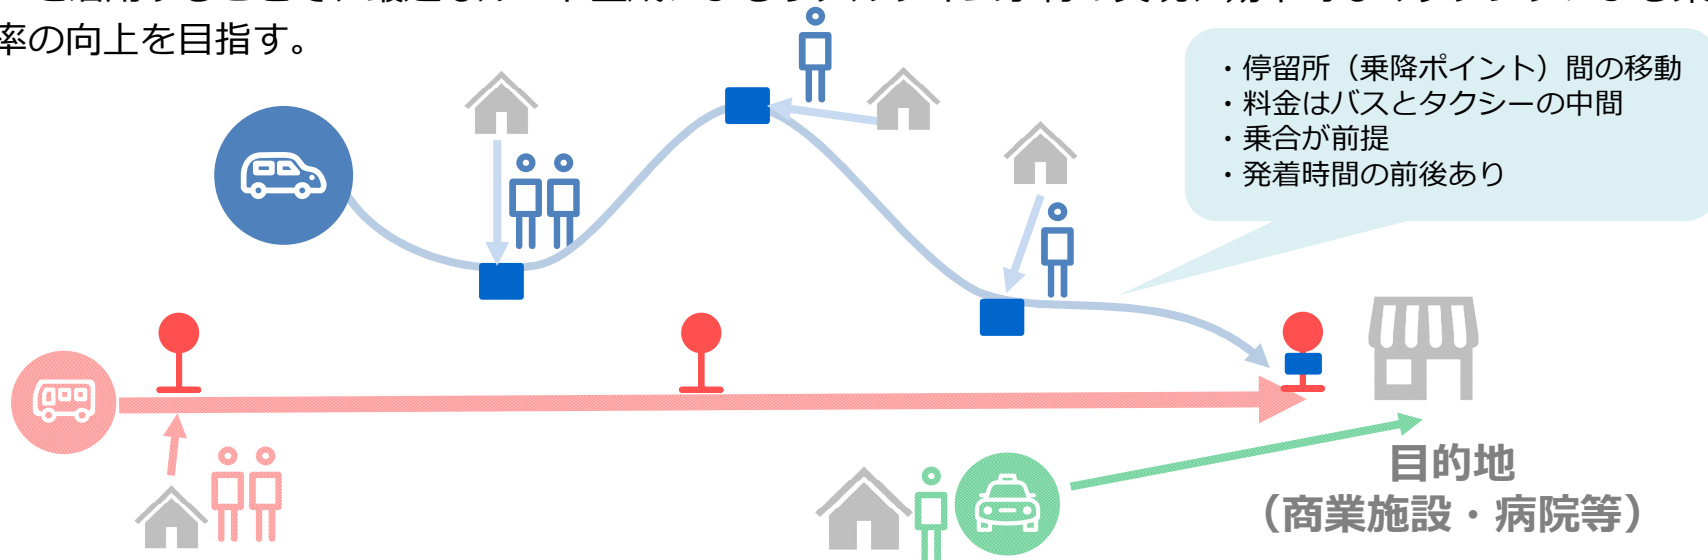 率の向上を目指す。
・停留所（乗降ポイント）間の移動
・料金はバスとタクシーの中間
・乗合が前提
・発着時間の前後あり
目的地
（商業施設・病院等）